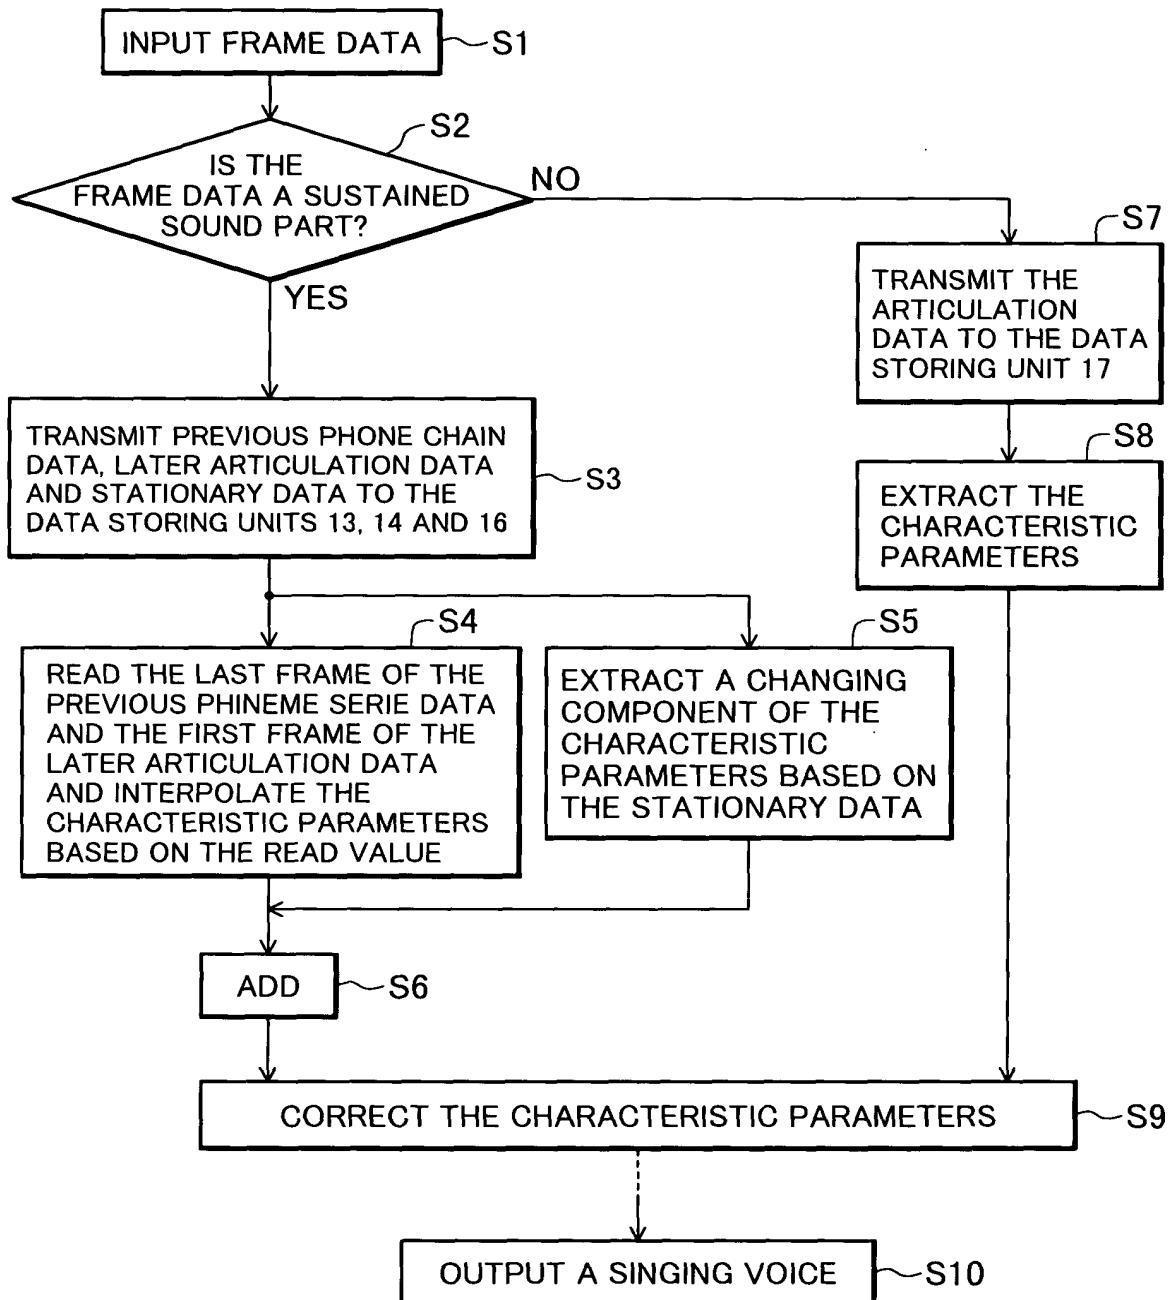 INPUT FRAME DATA
S1
S2
IS THE
FRAME DATA A SUSTAINED
SOUND PART?
NO
YES
S7
TRANSMIT THE
ARTICULATION
DATA TO THE DATA
STORING UNIT 17
TRANSMIT PREVIOUS PHONE CHAIN
DATA, LATER ARTICULATION DATA
AND STATIONARY DATA TO THE
DATA STORING UNITS 13, 14 AND 16
S3
S8
EXTRACT THE
CHARACTERISTIC
PARAMETERS
S4
READ THE LAST FRAME OF THE
PREVIOUS PHINEME SERIE DATA
AND THE FIRST FRAME OF THE
LATER ARTICULATION DATA
AND INTERPOLATE THE
CHARACTERISTIC PARAMETERS
BASED ON THE READ VALUE
S5
EXTRACT A CHANGING
COMPONENT OF THE
CHARACTERISTIC
PARAMETERS BASED ON
THE STATIONARY DATA
ADD
S6
CORRECT THE CHARACTERISTIC PARAMETERS
S9
OUTPUT A SINGING VOICE
S10